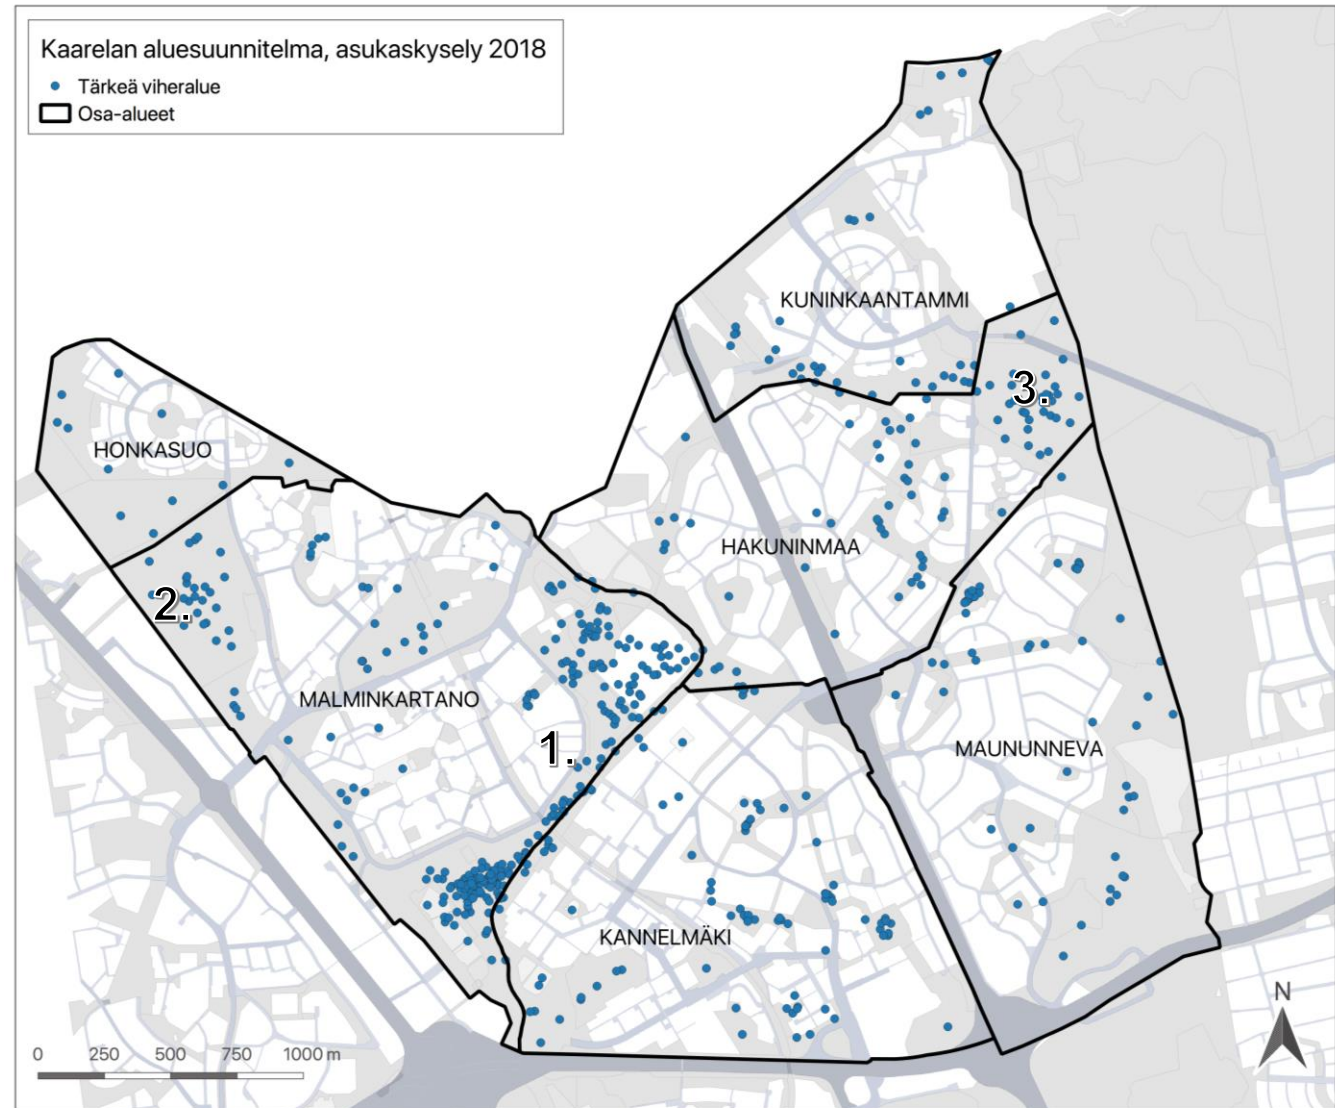 Kaarelan aluesuunnitelma, asukaskysely 2018
Tärkeä viheralue
Osa-alueet
KUNINKAANTAMMI
3.
HONKASUO
HAKUNINMAA
2.
MALMINKARTANO
1.
MAUNUNNEVA
KANNELMÄKI
N
0 250 500 750 1000 m